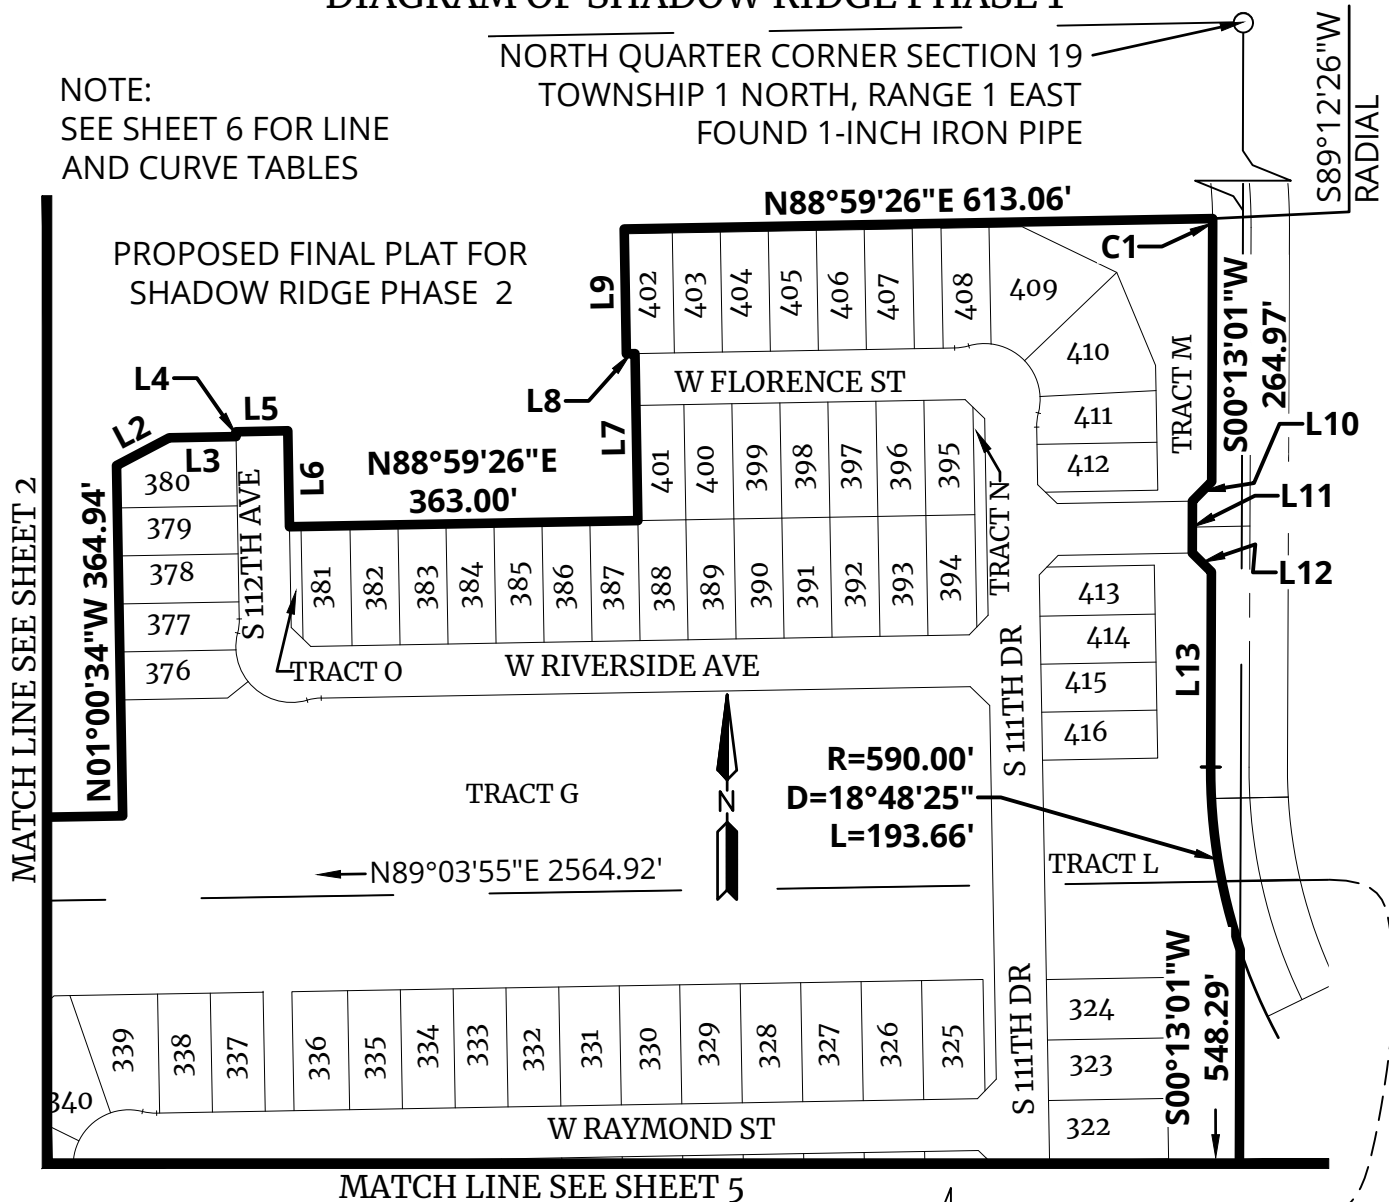 DIAGRAM OF SHADOW RIDGE PHASE 1
NORTH QUARTER CORNER SECTION 19
TOWNSHIP 1 NORTH, RANGE 1 EAST
FOUND 1-INCH IRON PIPE
S89°12'26"W
RADIAL
NOTE:
SEE SHEET 6 FOR LINE
AND CURVE TABLES
N88°59'26"E 613.06'
C1
PROPOSED FINAL PLAT FOR
SHADOW RIDGE PHASE 2
L9
402
403
404
405
406
407
408
409
410
411
412
TRACT M
S00°13'01"W
264.97'
W FLORENCE ST
L8
L7
L4
L5
L2
L3
L6
N88°59'26"E
363.00'
401
400
399
398
397
396
395
TRACT N
L10
L11
L12
380
379
378
377
376
S 112TH AVE
N01°00'34"W 364.94'
MATCH LINE SEE SHEET 2
381
382
383
384
385
386
387
388
389
390
391
392
393
394
TRACT O
W RIVERSIDE AVE
S 111TH DR
413
414
415
416
L13
R=590.00'
D=18°48'25"
L=193.66'
N
TRACT G
TRACT L
N89°03'55"E 2564.92'
S 111TH DR
S00°13'01"W
548.29'
340
339
338
337
336
335
334
333
332
331
330
329
328
327
326
325
324
323
322
W RAYMOND ST
MATCH LINE SEE SHEET 5